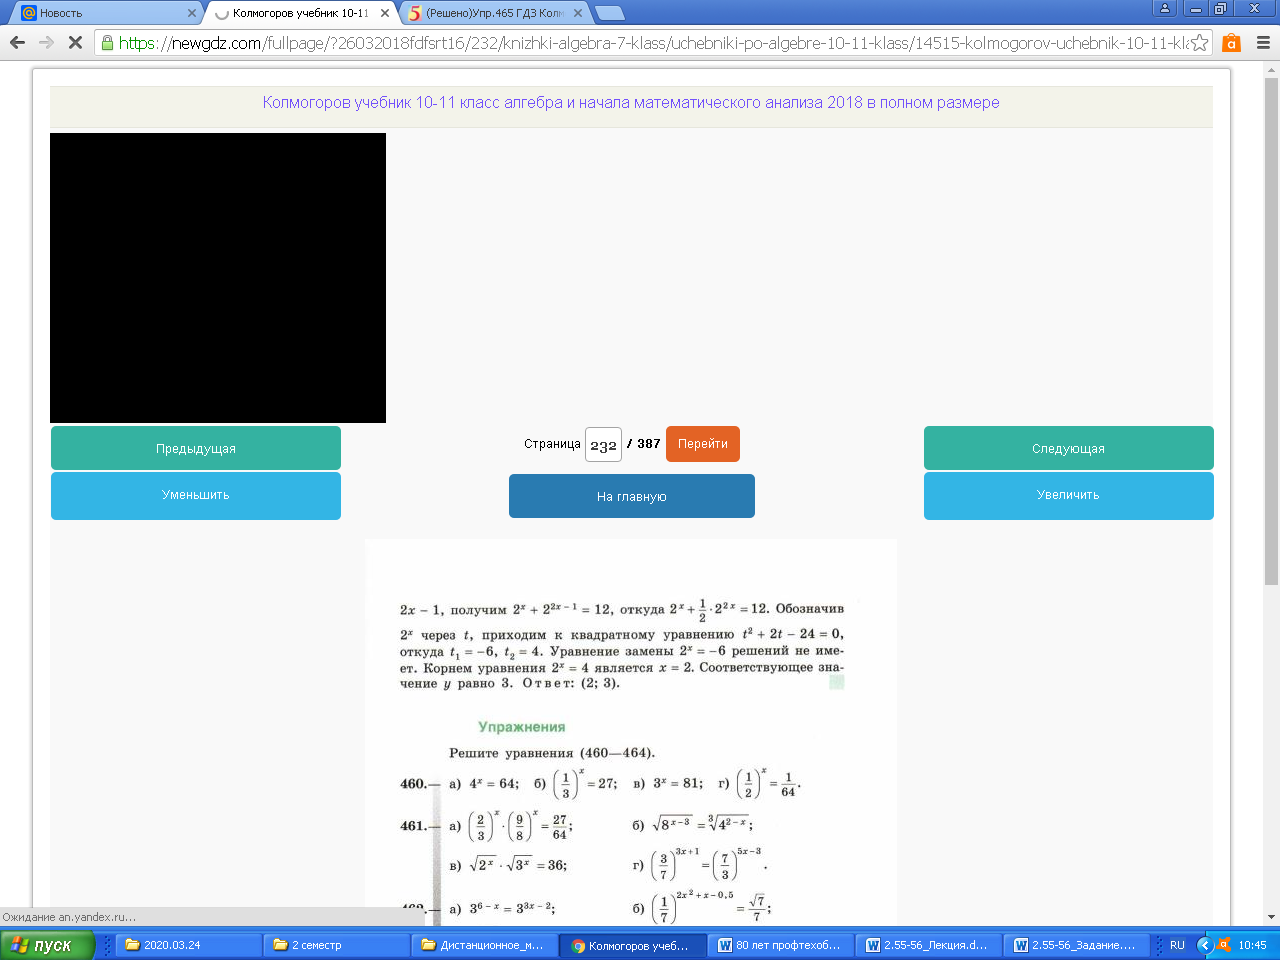 Новость
Колмогоров учебник 10-11
(Решено)Упр.465 ГДЗ Колм
https://newgdz.com/fullpage/?26032018fdfsrt16/232/knizhki-algebra-7-klass/uchebniki-po-algebre-10-11-klass/14515-kolmogorov-uchebnik-10-11-kla
Колмогоров учебник 10-11 класс алгебра и начала математического анализа 2018 в полном размере
Предыдущая
Страница 232 / 387 Перейти
Следующая
Уменьшить
На главную
Увеличить
2x − 1, получим 2^x + 2^{2x − 1} = 12, откуда 2^x + 1/2 · 2^{2x} = 12. Обозначив
2^x через t, приходим к квадратному уравнению t² + 2t − 24 = 0,
откуда t₁ = −6, t₂ = 4. Уравнение замены 2^x = −6 решений не име-
ет. Корнем уравнения 2^x = 4 является x = 2. Соответствующее зна-
чение y равно 3. Ответ: (2; 3).
Упражнения
Решите уравнения (460—464).
460.— а) 4^x = 64; б) (1/3)^x = 27; в) 3^x = 81; г) (1/2)^x = 1/64.
461.— а) (2/3)^x · (9/8)^x = 27/64; б) √(8^{x−3}) = ∛(4^{2−x});
в) √(2^x) · √(3^x) = 36; г) (3/7)^{3x+1} = (7/3)^{5x−3}.
462.— а) 3^{6−x} = 3^{3x−2}; б) (1/7)^{2x²+x−0,5} = √7/7;
Ожидание an.yandex.ru...
пуск
2020.03.24
2 семестр
Дистанционное_м...
Колмогоров учеб...
80 лет профтехоб...
2.55-56_Лекция.d...
2.55-56_Задание....
RU
10:45